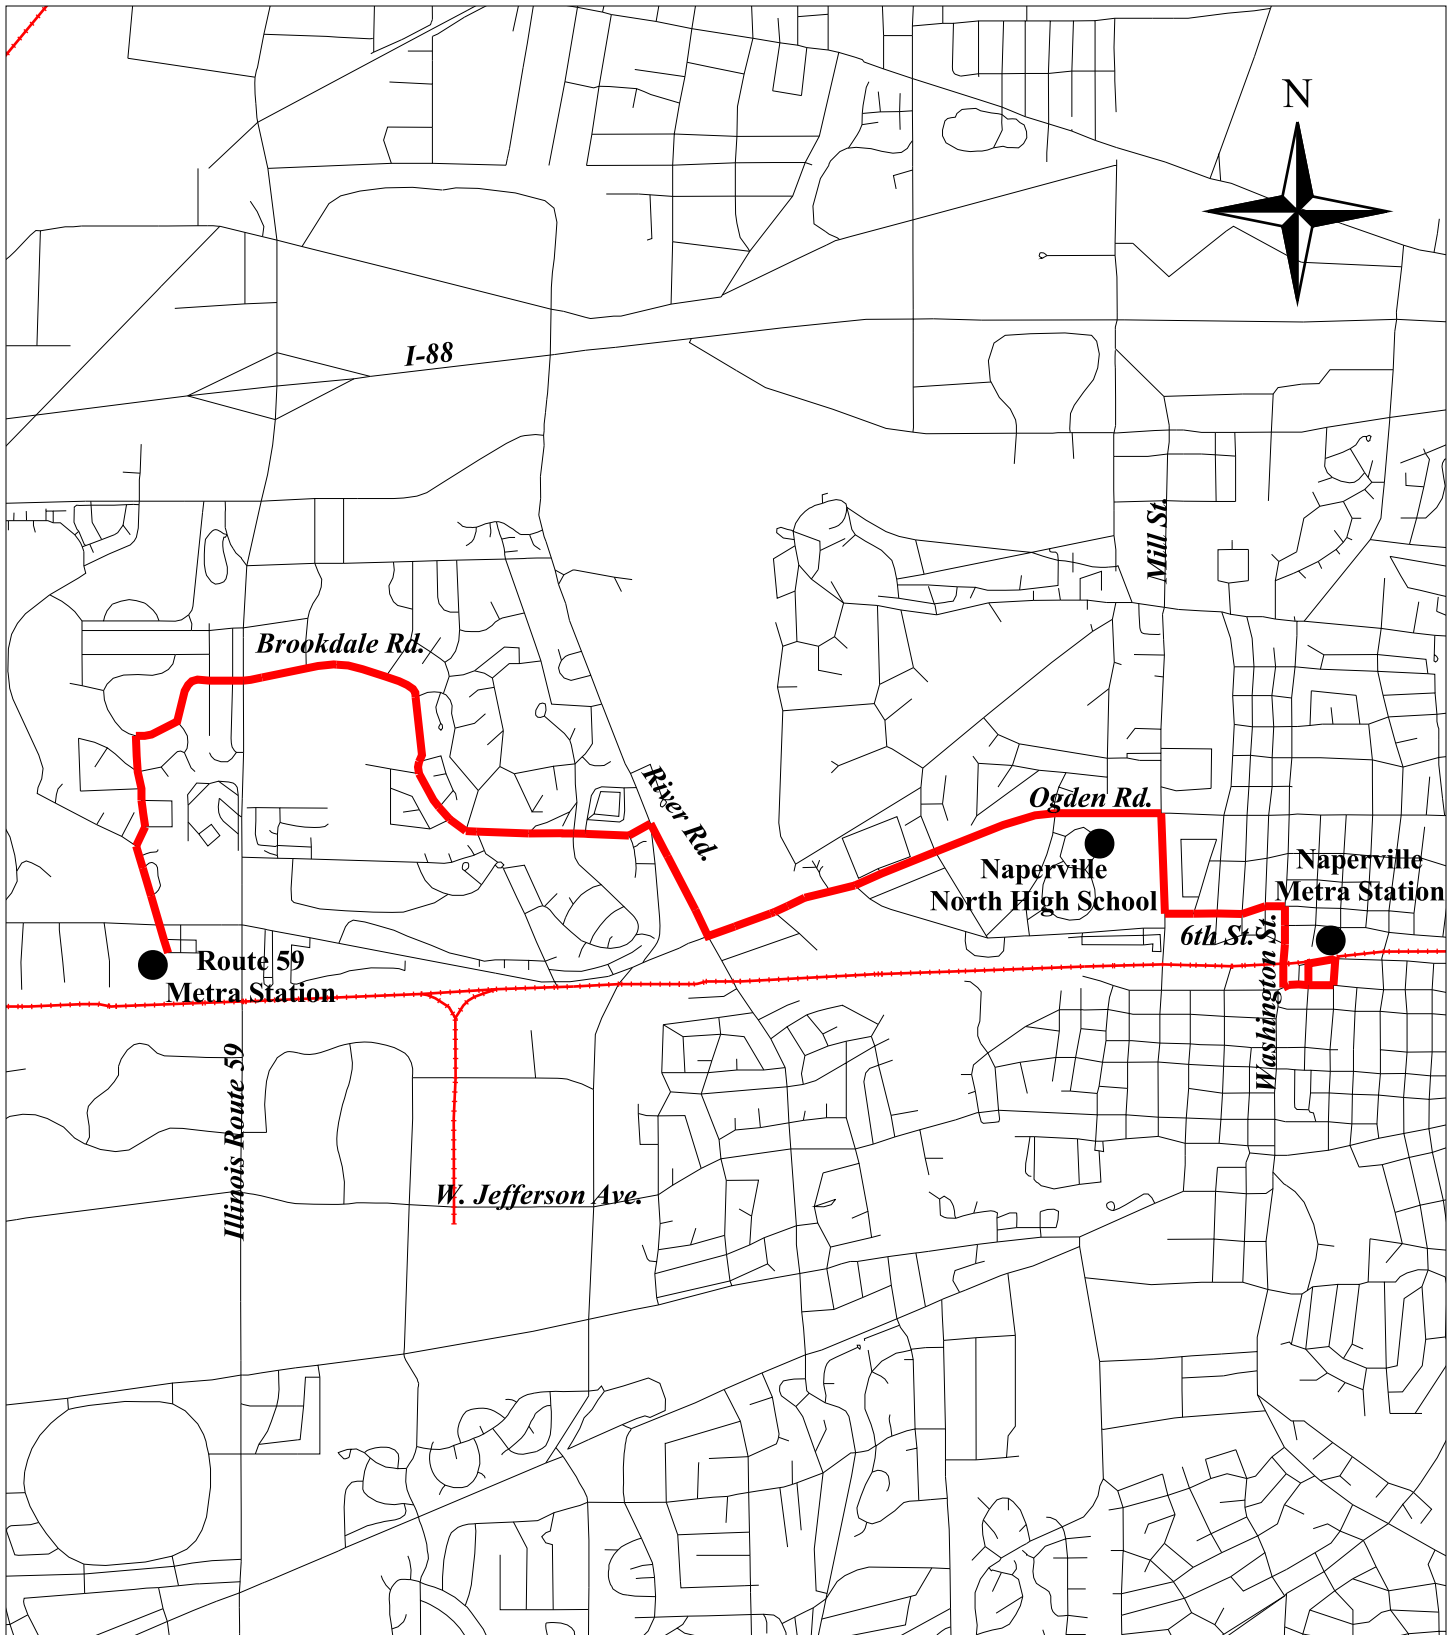 N
I-88
Mill St.
Brookdale Rd.
River Rd.
Ogden Rd.
Naperville
North High School
Naperville
Metra Station
6th St.
Washington St.
Route 59
Metra Station
Illinois Route 59
W. Jefferson Ave.